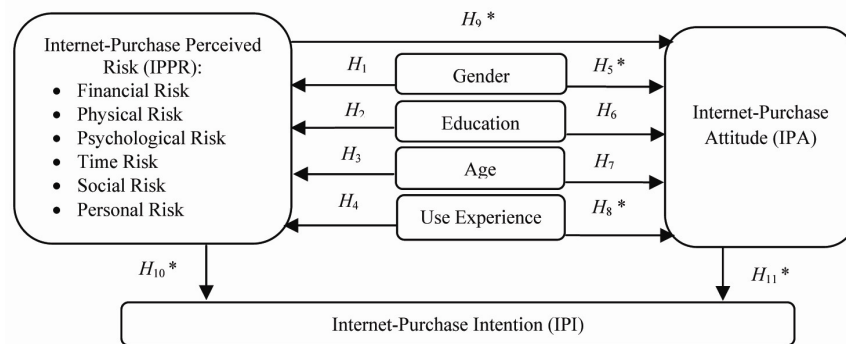 H9 *
Internet-Purchase Perceived
Risk (IPPR):
• Financial Risk
• Physical Risk
• Psychological Risk
• Time Risk
• Social Risk
• Personal Risk
H1
Gender
H5 *
H2
Education
H6
H3
Age
H7
H4
Use Experience
H8 *
Internet-Purchase
Attitude (IPA)
H10 *
H11 *
Internet-Purchase Intention (IPI)